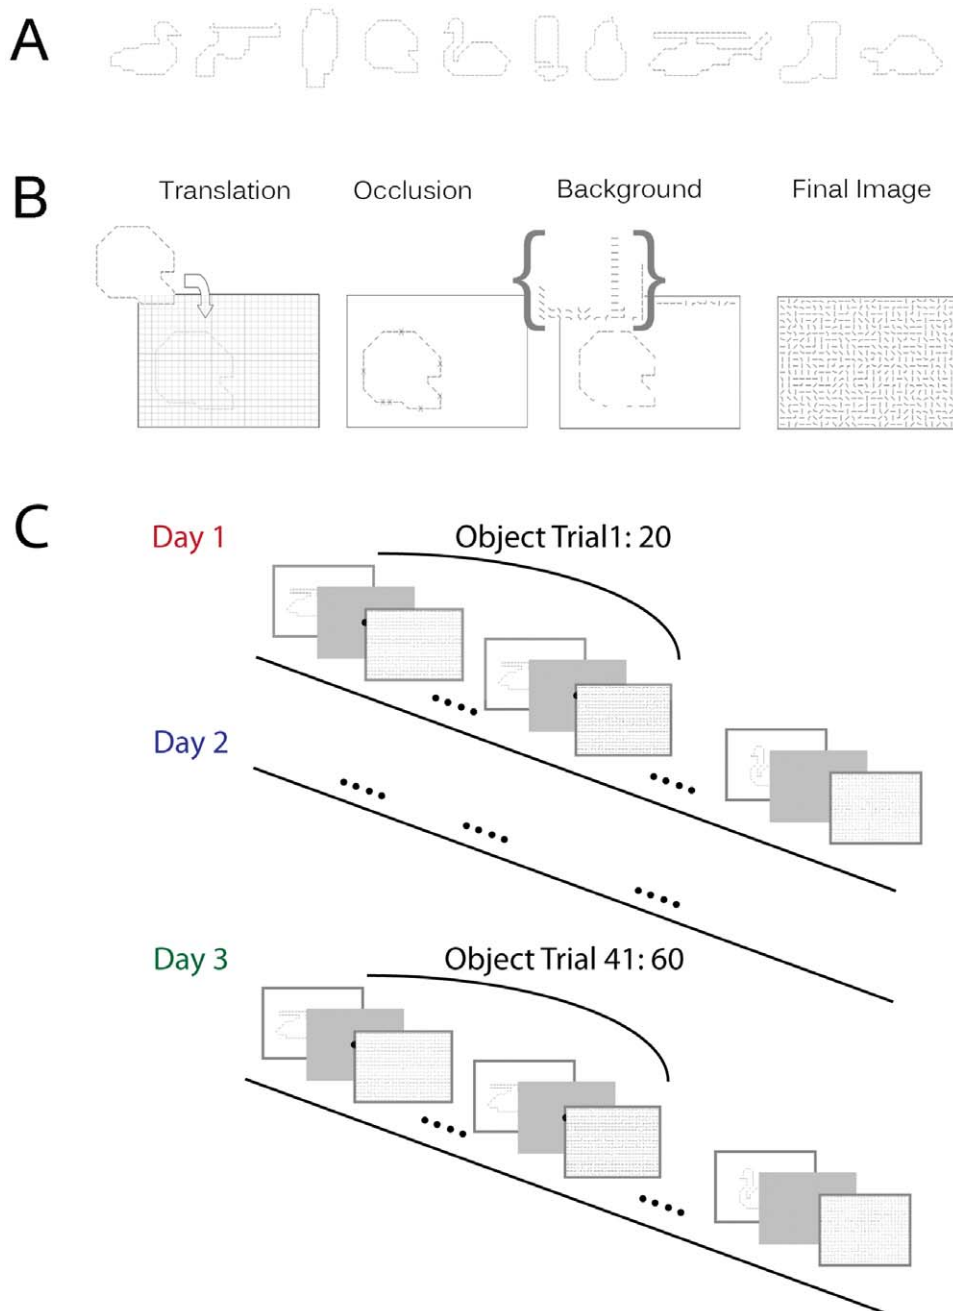 A
B
Translation Occlusion Background Final Image
C
Day 1 Object Trial1: 20
Day 2
Day 3 Object Trial 41: 60